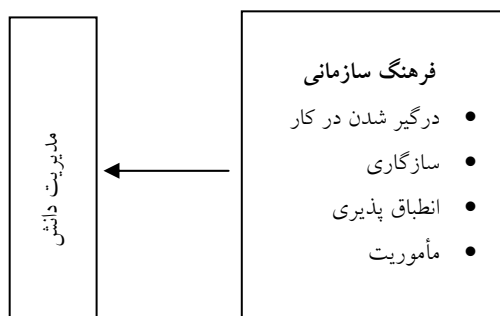 فرهنگ سازمانی
• درگیر شدن در کار
• سازگاری
• انطباق پذیری
• مأموریت
مدیریت دانش